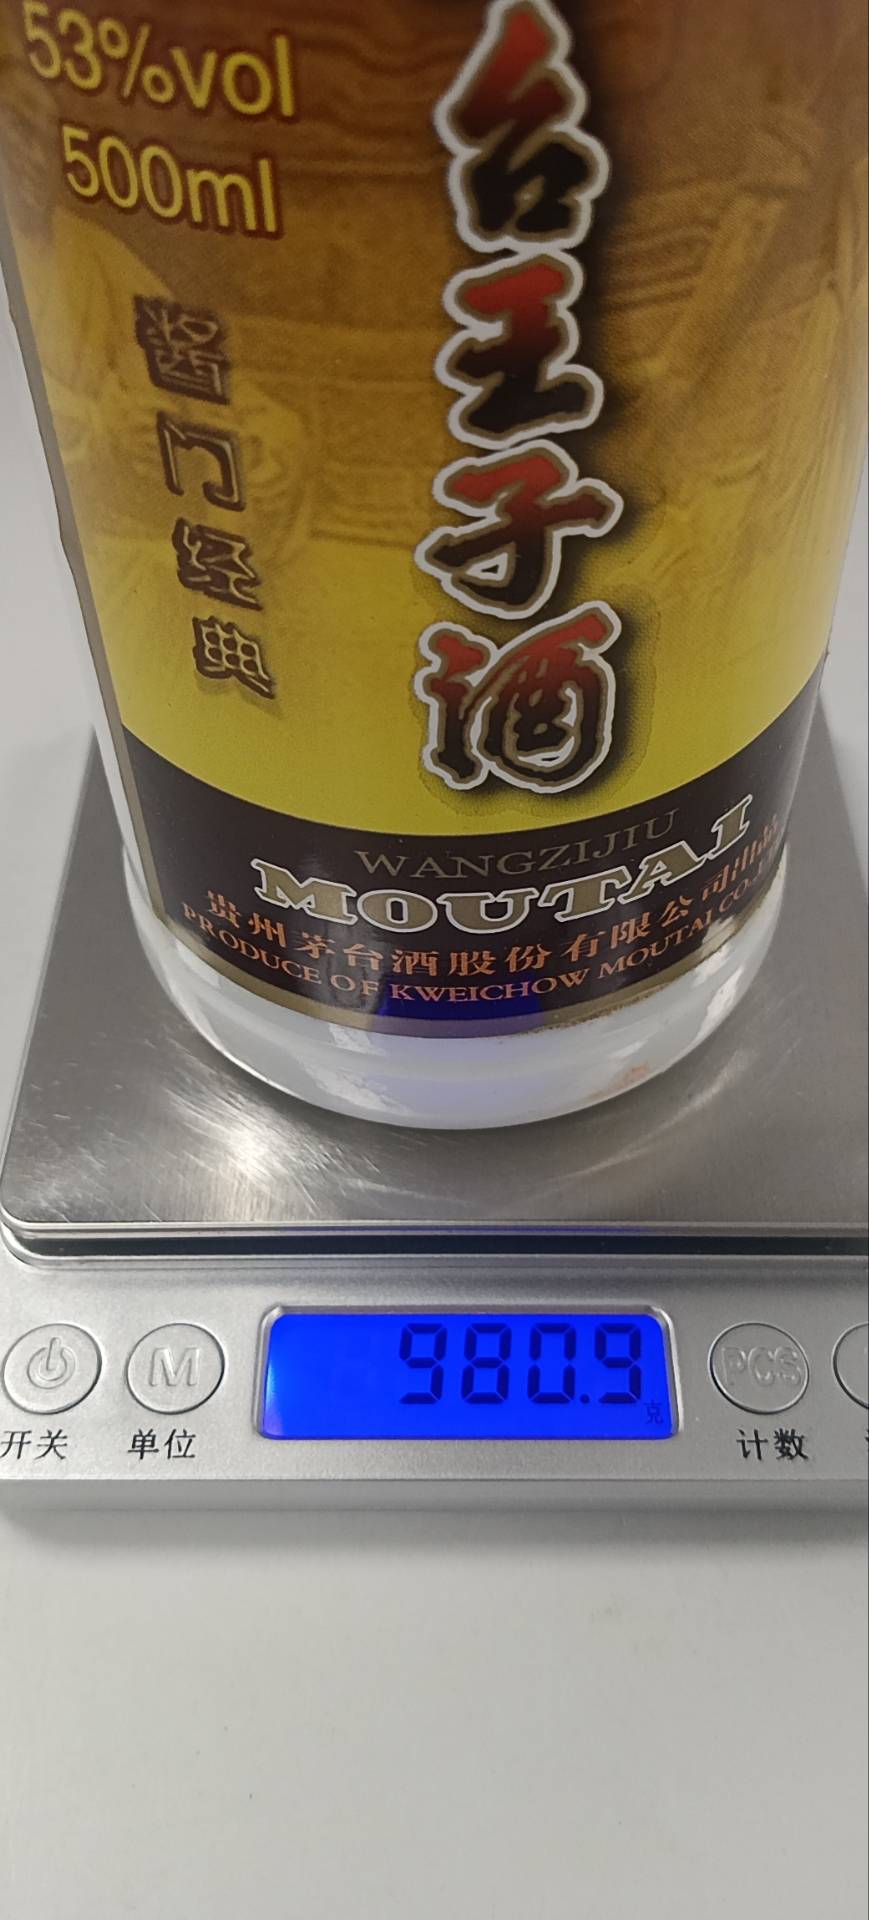 53%vol
500ml
酱门经典
台王子酒
WANGZIJIU
MOUTAI
贵州茅台酒股份有限公司出品
PRODUCE OF KWEICHOW MOUTAI CO.,
980.9
克
M
PCS
开关
单位
计数